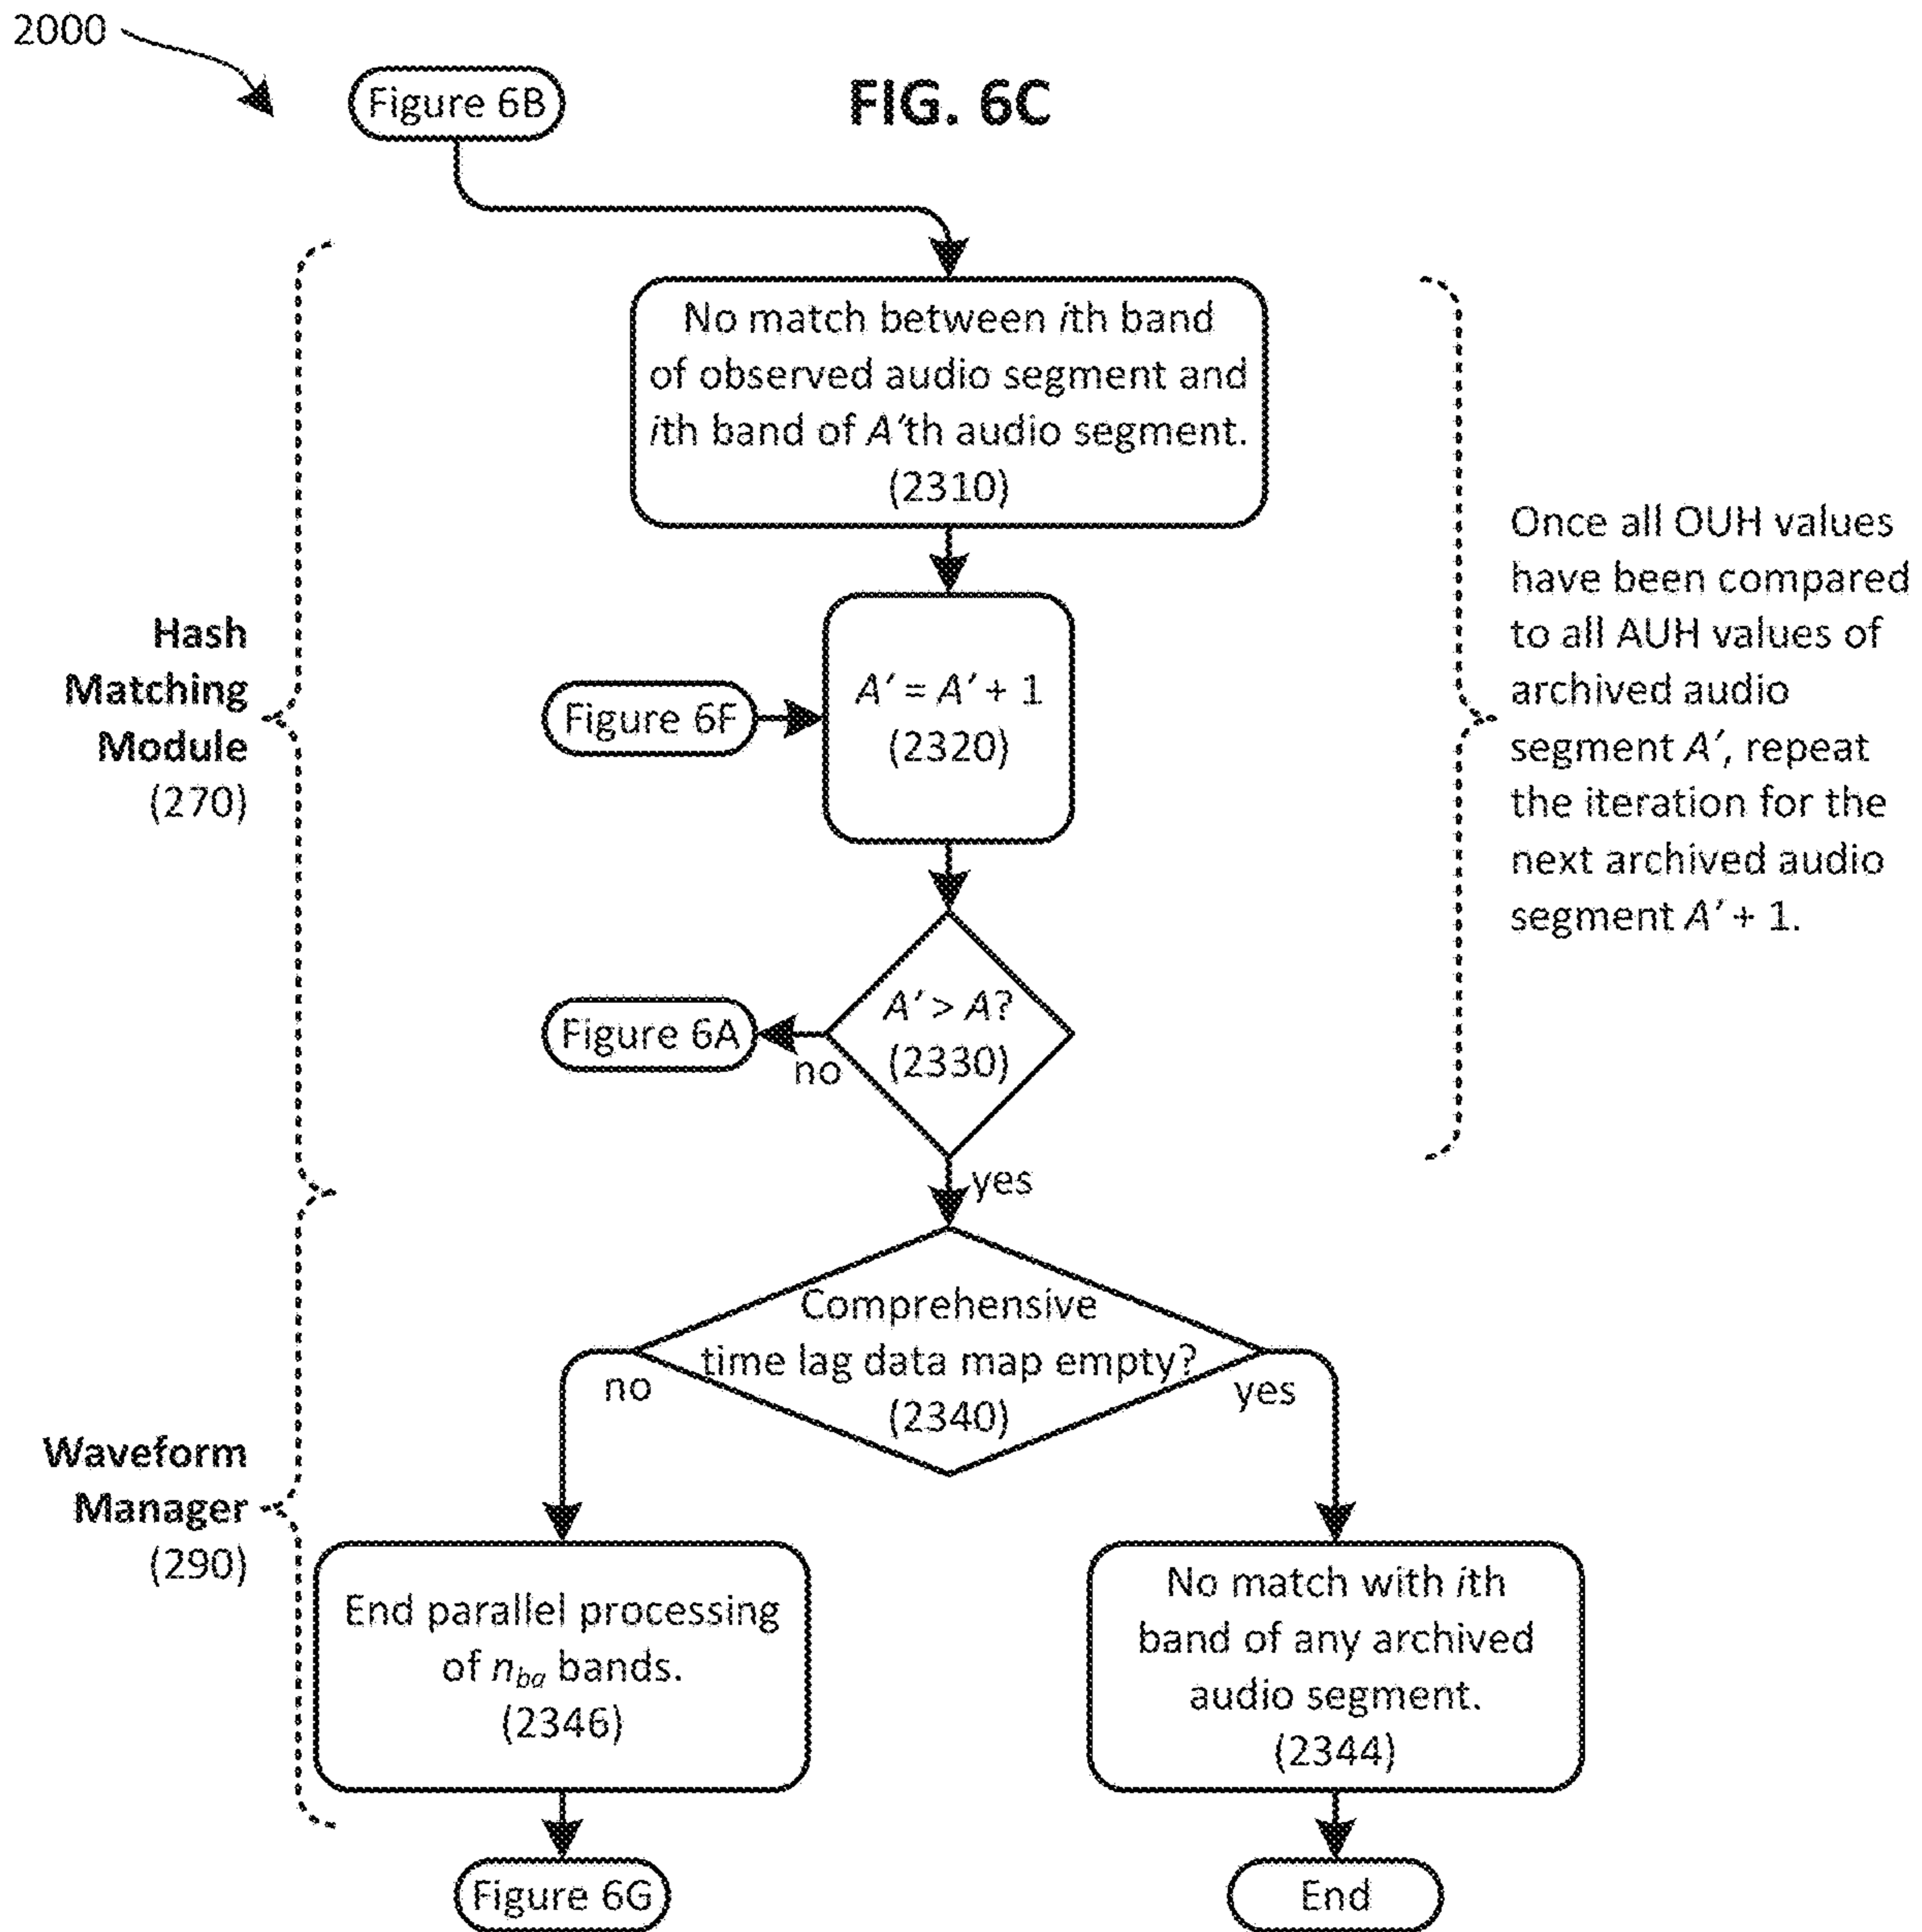 2000
Figure 6B
FIG. 6C
No match between ith band
of observed audio segment and
ith band of A'th audio segment.
(2310)
Hash
Matching
Module
(270)
Figure 6F
A' = A' + 1
(2320)
Once all OUH values
have been compared
to all AUH values of
archived audio
segment A', repeat
the iteration for the
next archived audio
segment A' + 1.
Figure 6A
no
A' > A?
(2330)
yes
Comprehensive
time lag data map empty?
(2340)
no
yes
Waveform
Manager
(290)
End parallel processing
of nba bands.
(2346)
No match with ith
band of any archived
audio segment.
(2344)
Figure 6G
End